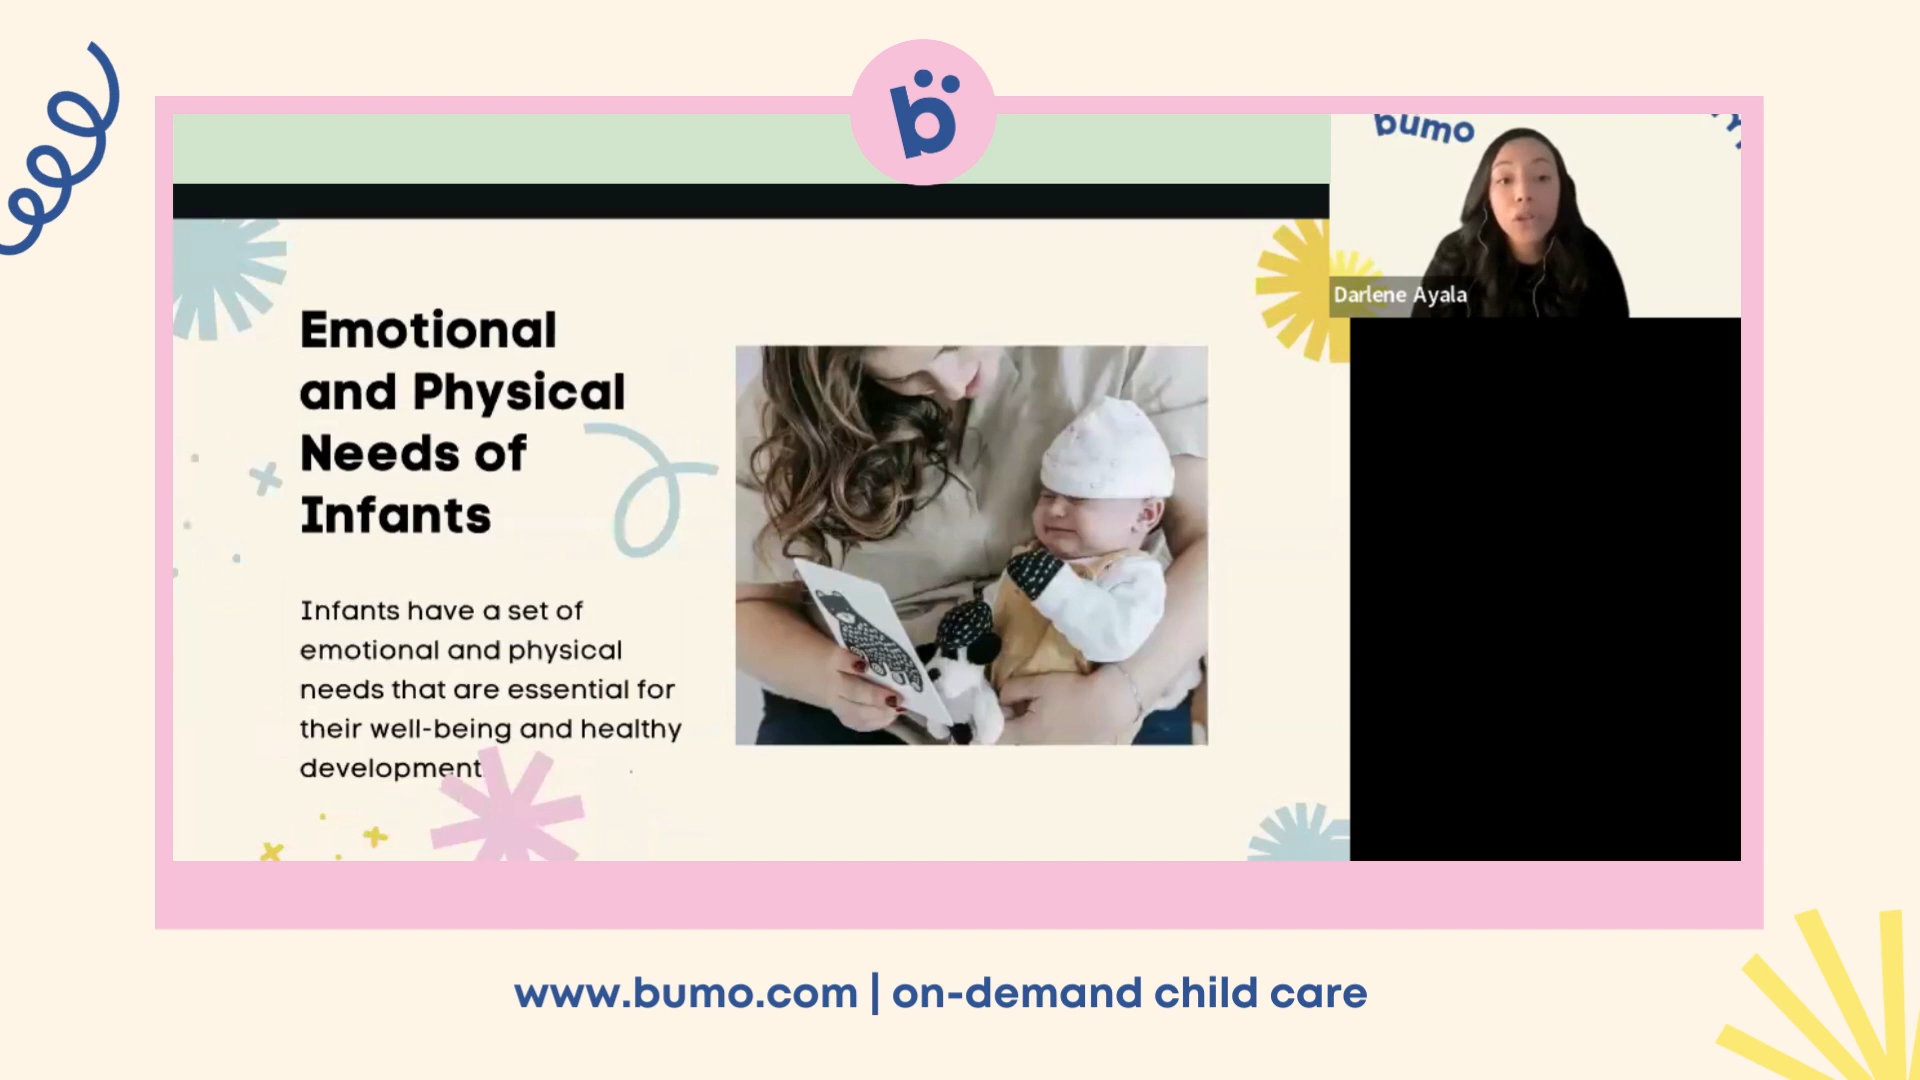 b
bumo
Darlene Ayala
Emotional
and Physical
Needs of
Infants
Infants have a set of
emotional and physical
needs that are essential for
their well-being and healthy
development.
www.bumo.com | on-demand child care